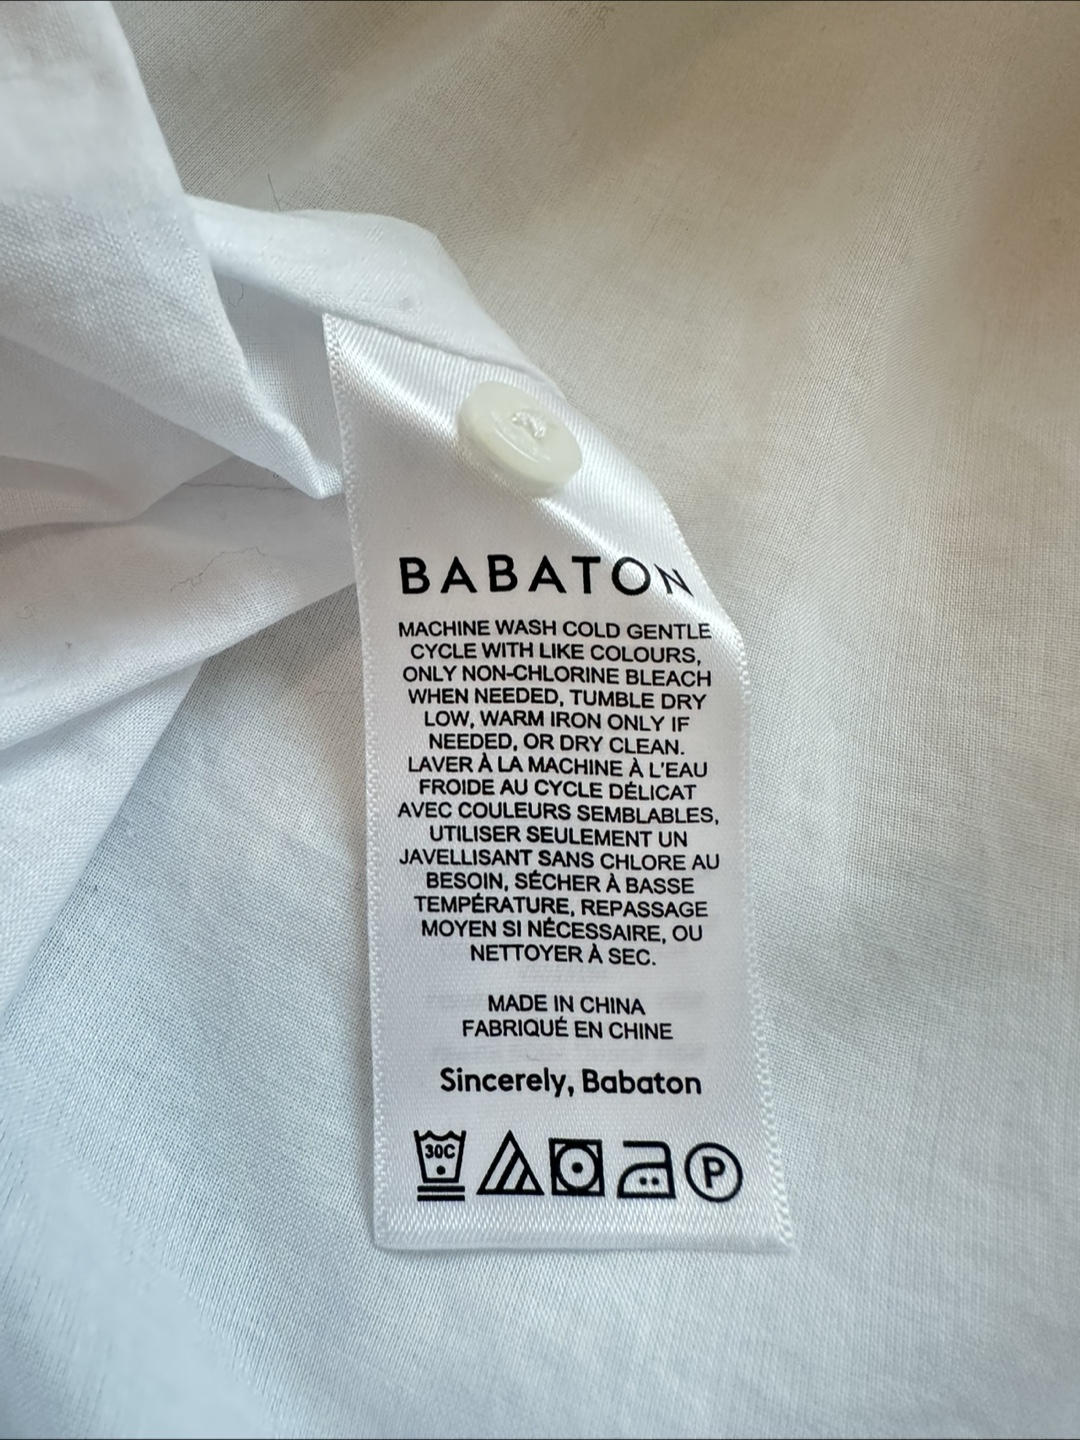 BABATON
MACHINE WASH COLD GENTLE
CYCLE WITH LIKE COLOURS,
ONLY NON-CHLORINE BLEACH
WHEN NEEDED, TUMBLE DRY
LOW, WARM IRON ONLY IF
NEEDED, OR DRY CLEAN.
LAVER À LA MACHINE À L'EAU
FROIDE AU CYCLE DÉLICAT
AVEC COULEURS SEMBLABLES,
UTILISER SEULEMENT UN
JAVELLISANT SANS CHLORE AU
BESOIN, SÉCHER À BASSE
TEMPÉRATURE, REPASSAGE
MOYEN SI NÉCESSAIRE, OU
NETTOYER À SEC.
MADE IN CHINA
FABRIQUÉ EN CHINE
Sincerely, Babaton
30C P